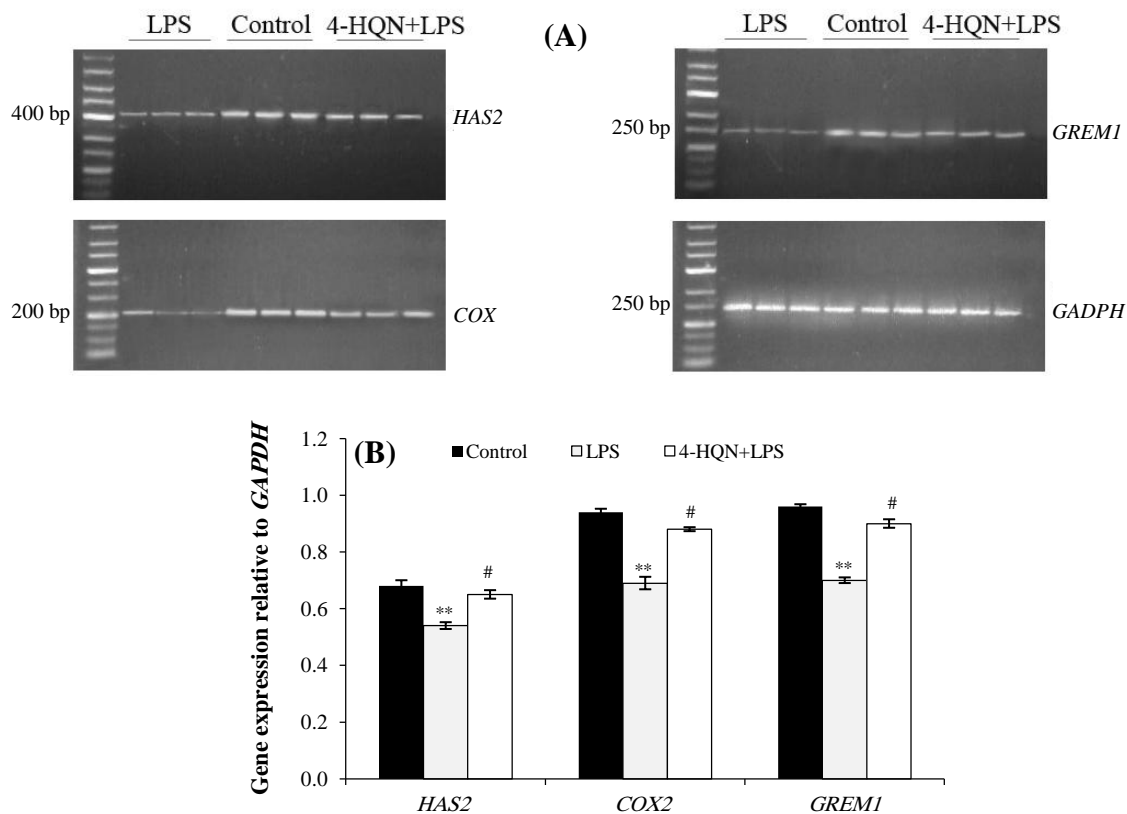 LPS Control 4-HQN+LPS
(A)
LPS Control 4-HQN+LPS
400 bp
HAS2
250 bp
GREM1
200 bp
COX
250 bp
GADPH
Gene expression relative to GAPDH
(B)
Control LPS 4-HQN+LPS
1.2
1.0
0.8
0.6
0.4
0.2
0.0
**
#
**
#
**
#
HAS2 COX2 GREM1